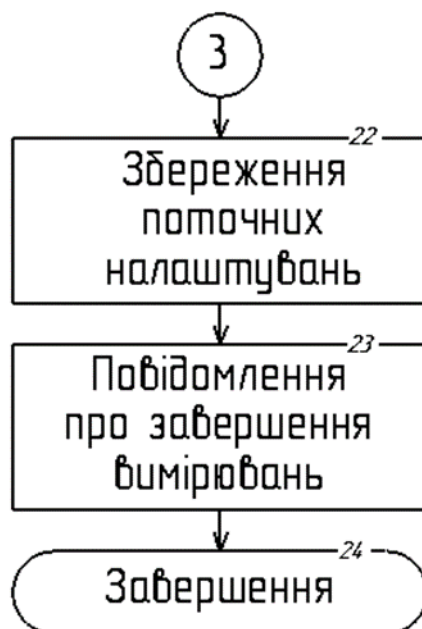 3
22
Збереження
поточних
налаштувань
23
Повідомлення
про завершення
вимірювань
24
Завершення